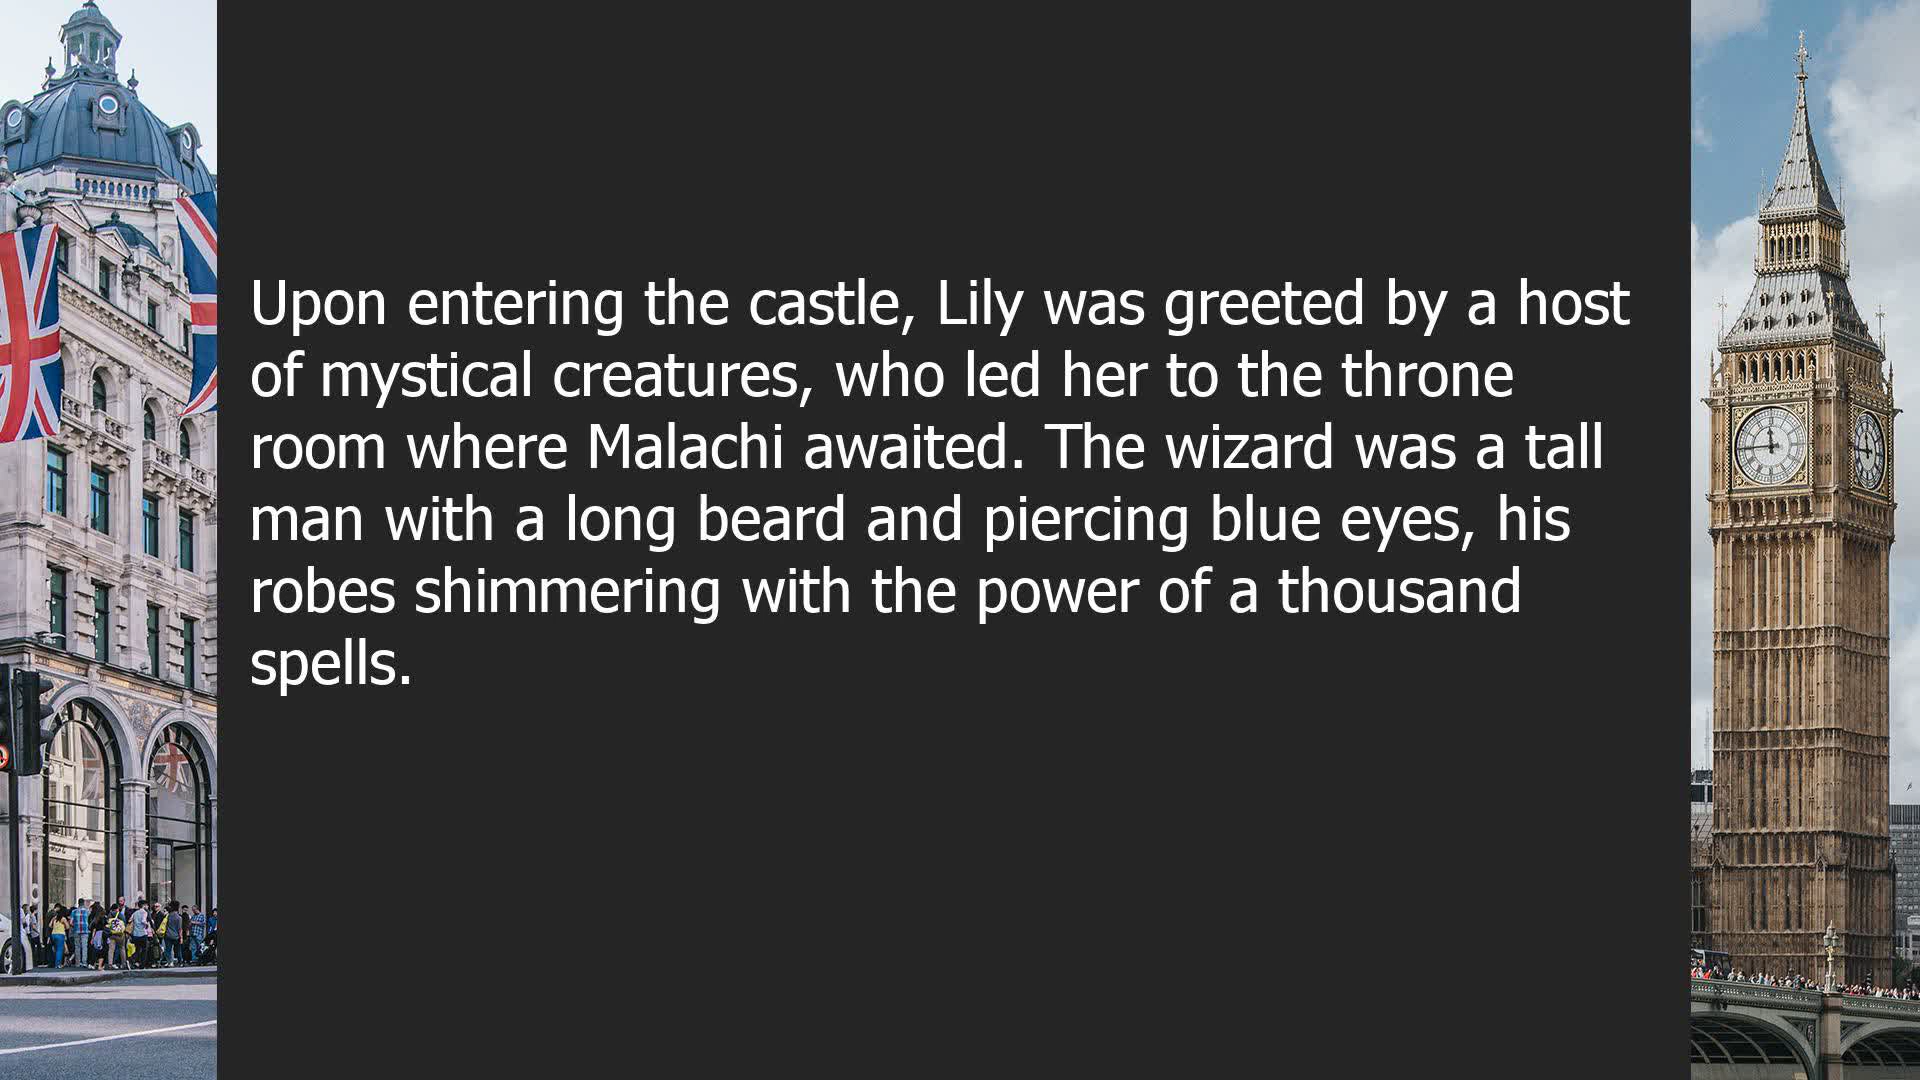 Upon entering the castle, Lily was greeted by a host
of mystical creatures, who led her to the throne
room where Malachi awaited. The wizard was a tall
man with a long beard and piercing blue eyes, his
robes shimmering with the power of a thousand
spells.